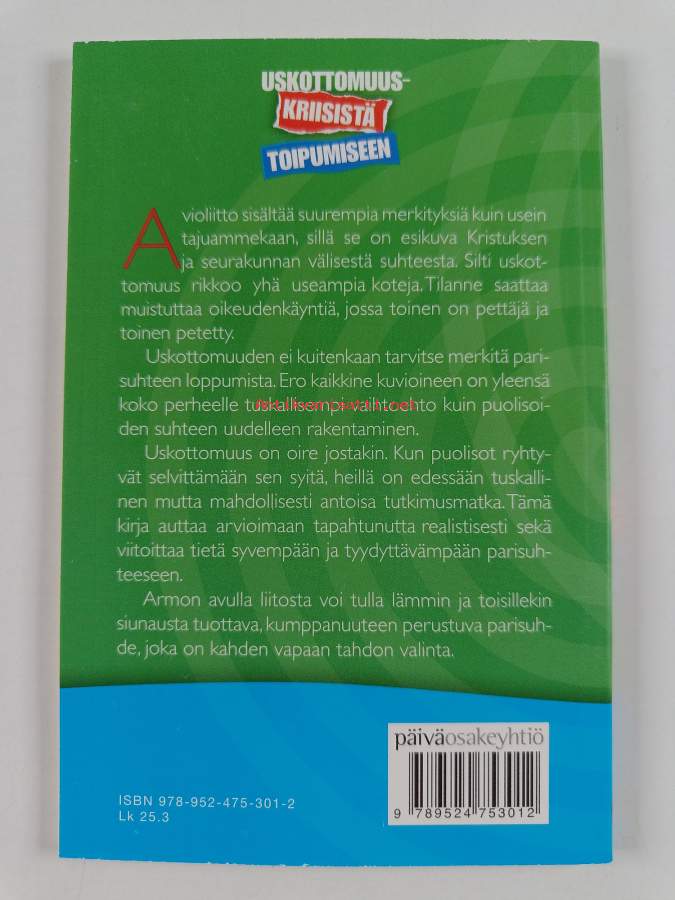 USKOTTOMUUS-
KRIISISTÄ
TOIPUMISEEN
Avioliitto sisältää suurempia merkityksiä kuin usein
tajuammekaan, sillä se on esikuva Kristuksen
ja seurakunnan välisestä suhteesta. Silti uskot-
tomuus rikkoo yhä useampia koteja. Tilanne saattaa
muistuttaa oikeudenkäyntiä, jossa toinen on pettäjä ja
toinen petetty.
Uskottomuuden ei kuitenkaan tarvitse merkitä pari-
suhteen loppumista. Ero kaikkine kuvioineen on yleensä
koko perheelle tuskallisempi vaihtoehto kuin puolisoi-
den suhteen uudelleen rakentaminen.
Uskottomuus on oire jostakin. Kun puolisot ryhty-
vät selvittämään sen syitä, heillä on edessään tuskalli-
nen mutta mahdollisesti antoisa tutkimusmatka. Tämä
kirja auttaa arvioimaan tapahtunutta realistisesti sekä
viitoittaa tietä syvempään ja tyydyttävämpään parisuh-
teeseen.
Armon avulla liitosta voi tulla lämmin ja toisillekin
siunausta tuottava, kumppanuuteen perustuva parisuh-
de, joka on kahden vapaan tahdon valinta.
päiväosakeyhtiö
ISBN 978-952-475-301-2
Lk 25.3
9 789524 753012